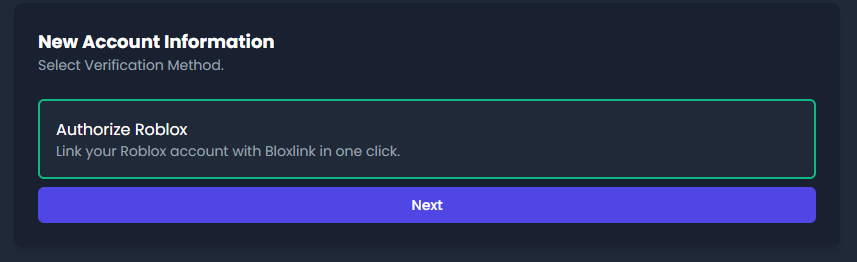 New Account Information
Select Verification Method.
Authorize Roblox
Link your Roblox account with Bloxlink in one click.
Next